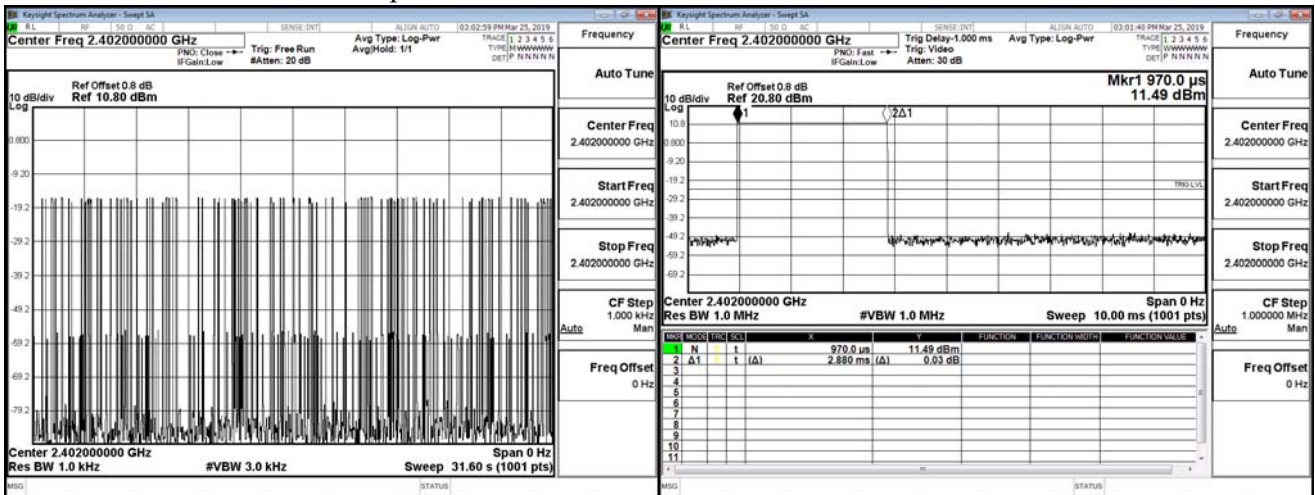 Keysight Spectrum Analyzer - Swept SA
RL RF 50 Ω AC SENSE:INT ALIGN AUTO 03:02:59 PM Mar 25, 2019
Center Freq 2.402000000 GHz
PNO: Close
IFGain:Low
Trig: Free Run
#Atten: 20 dB
Avg Type: Log-Pwr
Avg|Hold: 1/1
TRACE 1 2 3 4 5 6
TYPE MWWWWW
DET P NNNNN
Ref Offset 0.8 dB
10 dB/div Ref 10.80 dBm
Log
0.800
-9.20
-19.2
-29.2
-39.2
-49.2
-59.2
-69.2
-79.2
Center 2.402000000 GHz Span 0 Hz
Res BW 1.0 kHz #VBW 3.0 kHz Sweep 31.60 s (1001 pts)
MSG STATUS
Frequency
Auto Tune
Center Freq
2.402000000 GHz
Start Freq
2.402000000 GHz
Stop Freq
2.402000000 GHz
CF Step
1.000 kHz
Auto Man
Freq Offset
0 Hz
Keysight Spectrum Analyzer - Swept SA
RL RF 50 Ω AC SENSE:INT ALIGN AUTO 03:01:40 PM Mar 25, 2019
Center Freq 2.402000000 GHz
PNO: Fast
IFGain:Low
Trig Delay-1.000 ms
Trig: Video
Atten: 30 dB
Avg Type: Log-Pwr
TRACE 1 2 3 4 5 6
TYPE WWWWWW
DET P NNNNN
Mkr1 970.0 µs
11.49 dBm
Ref Offset 0.8 dB
10 dB/div Ref 20.80 dBm
Log
1 2Δ1
10.8
0.800
-9.20
-19.2
TRIG LVL
-29.2
-39.2
-49.2
-59.2
-69.2
Center 2.402000000 GHz Span 0 Hz
Res BW 1.0 MHz #VBW 1.0 MHz Sweep 10.00 ms (1001 pts)
MKR MODE TRC SCL X Y FUNCTION FUNCTION WIDTH FUNCTION VALUE
1 N 1 t 970.0 µs 11.49 dBm
2 Δ1 1 t (Δ) 2.880 ms (Δ) 0.03 dB
3
4
5
6
7
8
9
10
11
MSG STATUS
Frequency
Auto Tune
Center Freq
2.402000000 GHz
Start Freq
2.402000000 GHz
Stop Freq
2.402000000 GHz
CF Step
1.000000 MHz
Auto Man
Freq Offset
0 Hz